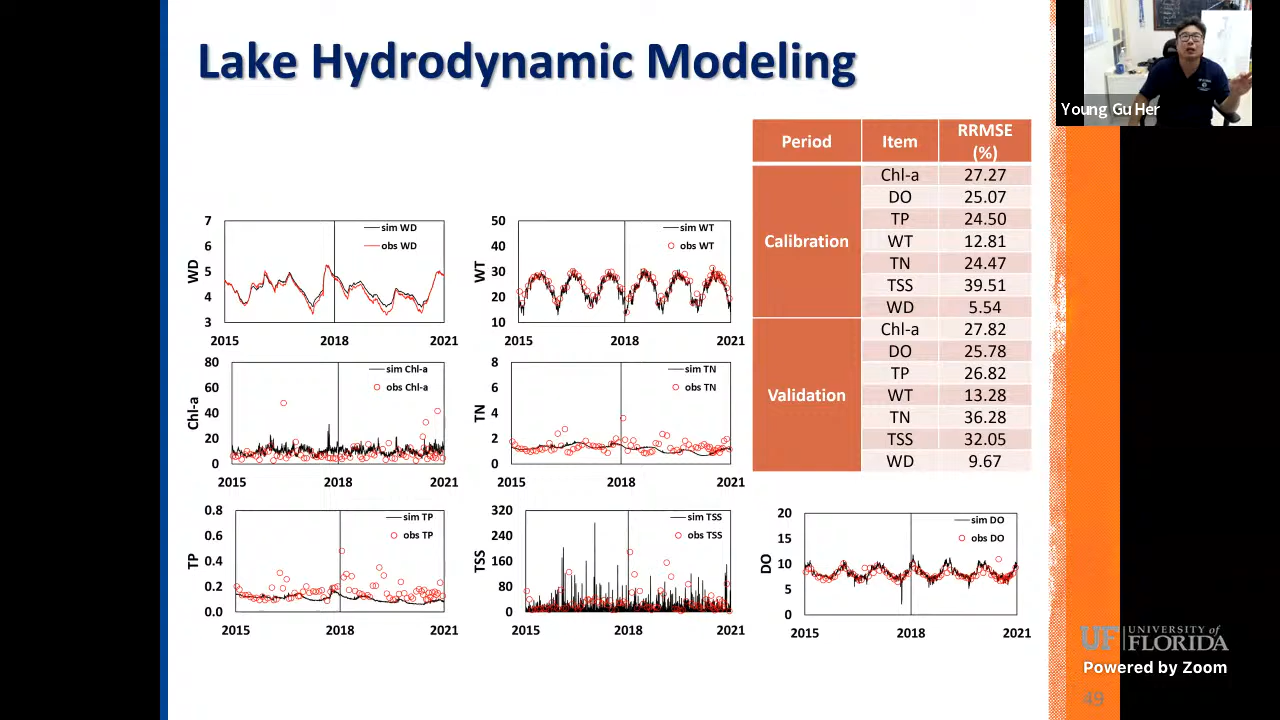 Lake Hydrodynamic Modeling
Young Gu Her
Period Item RRMSE (%)
Calibration
Chl-a 27.27
DO 25.07
TP 24.50
WT 12.81
TN 24.47
TSS 39.51
WD 5.54
Validation
Chl-a 27.82
DO 25.78
TP 26.82
WT 13.28
TN 36.28
TSS 32.05
WD 9.67
WD
7
6
5
4
3
sim WD
obs WD
2015 2018 2021
WT
50
40
30
20
10
sim WT
obs WT
2015 2018 2021
Chl-a
80
60
40
20
0
sim Chl-a
obs Chl-a
2015 2018 2021
TN
8
6
4
2
0
sim TN
obs TN
2015 2018 2021
TP
0.8
0.6
0.4
0.2
0.0
sim TP
obs TP
2015 2018 2021
TSS
320
240
160
80
0
sim TSS
obs TSS
2015 2018 2021
DO
20
15
10
5
0
sim DO
obs DO
2015 2018 2021
UF UNIVERSITY of
FLORIDA
Powered by Zoom
49